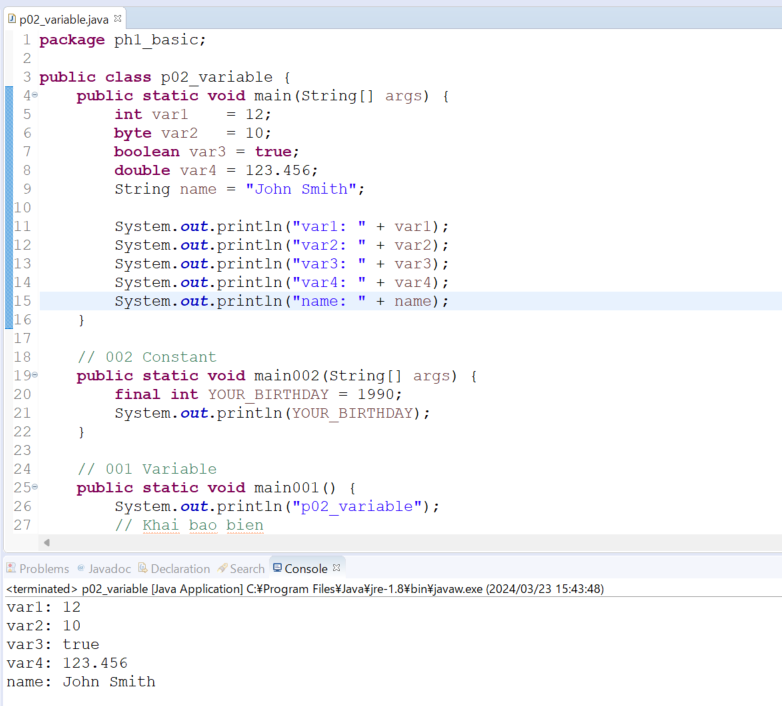 p02_variable.java
1 package ph1_basic;
2
3 public class p02_variable {
4 public static void main(String[] args) {
5 int var1 = 12;
6 byte var2 = 10;
7 boolean var3 = true;
8 double var4 = 123.456;
9 String name = "John Smith";
10
11 System.out.println("var1: " + var1);
12 System.out.println("var2: " + var2);
13 System.out.println("var3: " + var3);
14 System.out.println("var4: " + var4);
15 System.out.println("name: " + name);
16 }
17
18 // 002 Constant
19 public static void main002(String[] args) {
20 final int YOUR_BIRTHDAY = 1990;
21 System.out.println(YOUR_BIRTHDAY);
22 }
23
24 // 001 Variable
25 public static void main001() {
26 System.out.println("p02_variable");
27 // Khai bao bien
Problems Javadoc Declaration Search Console
<terminated> p02_variable [Java Application] C:¥Program Files¥Java¥jre-1.8¥bin¥javaw.exe (2024/03/23 15:43:48)
var1: 12
var2: 10
var3: true
var4: 123.456
name: John Smith